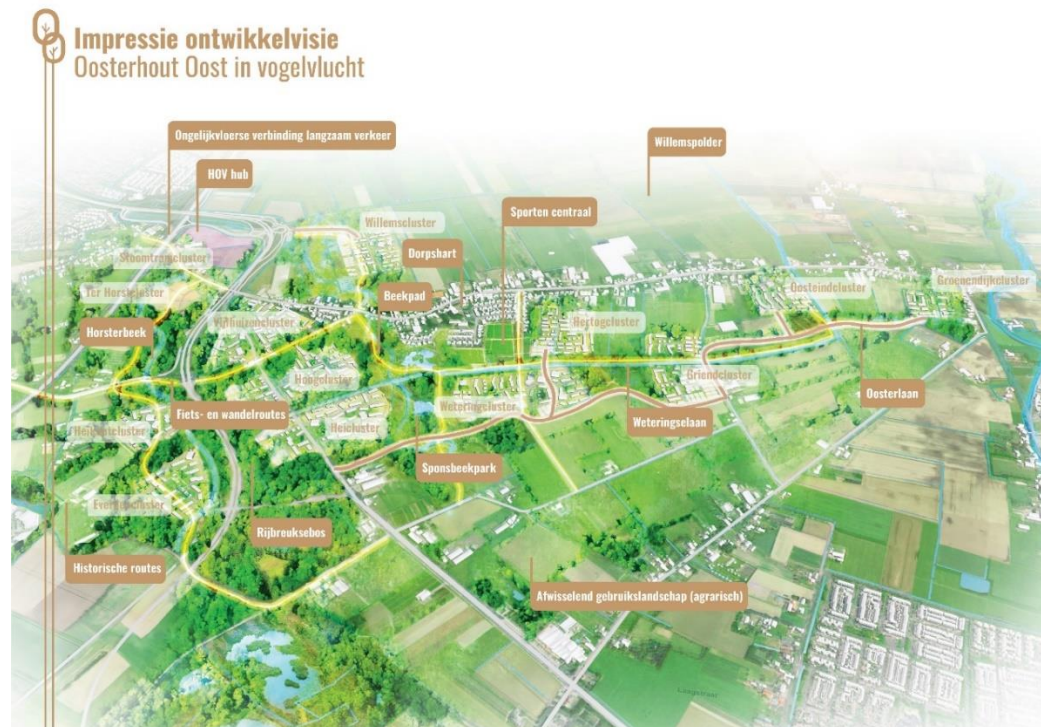 Impressie ontwikkelvisie
Oosterhout Oost in vogelvlucht
Ongelijkvloerse verbinding langzaam verkeer
HOV hub
Willemspolder
Willemscluster
Sporten centraal
Dorpshart
Stoomtramcluster
Beekpad
Ter Horstcluster
Oosteindcluster
Groenendijkcluster
Horsterbeek
Hertogcluster
Hoogcluster
Griendcluster
Oosterlaan
Fiets- en wandelroutes
Heicluster
Weteringcluster
Weteringselaan
Sponsbeekpark
Rijbreuksebos
Historische routes
Afwisselend gebruikslandschap (agrarisch)